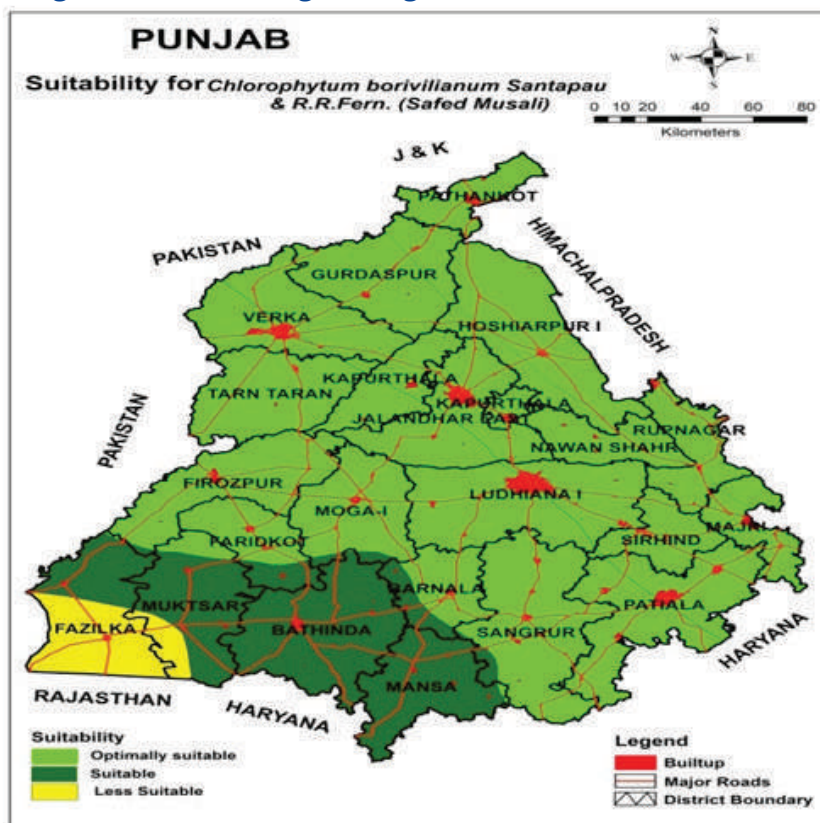 PUNJAB
Suitability for Chlorophytum borivilianum Santapau
& R.R.Fern. (Safed Musali)
N
W E
S
0 5 10 20 40 60 80
Kilometers
J & K
PATHANKOT
PAKISTAN
HIMACHALPRADESH
GURDASPUR
VERKA
HOSHIARPUR I
KAPURTHALA
TARN TARAN
KAPURTHALA
JALANDHAR EAST
RUPNAGAR
NAWAN SHAHR
PAKISTAN
FIROZPUR
MOGA-I
LUDHIANA I
MAJRI
SIRHIND
FARIDKOT
BARNALA
MUKTSAR
PATIALA
FAZILKA
BATHINDA
SANGRUR
HARYANA
MANSA
RAJASTHAN
HARYANA
Suitability
Optimally suitable
Suitable
Less Suitable
Legend
Builtup
Major Roads
District Boundary